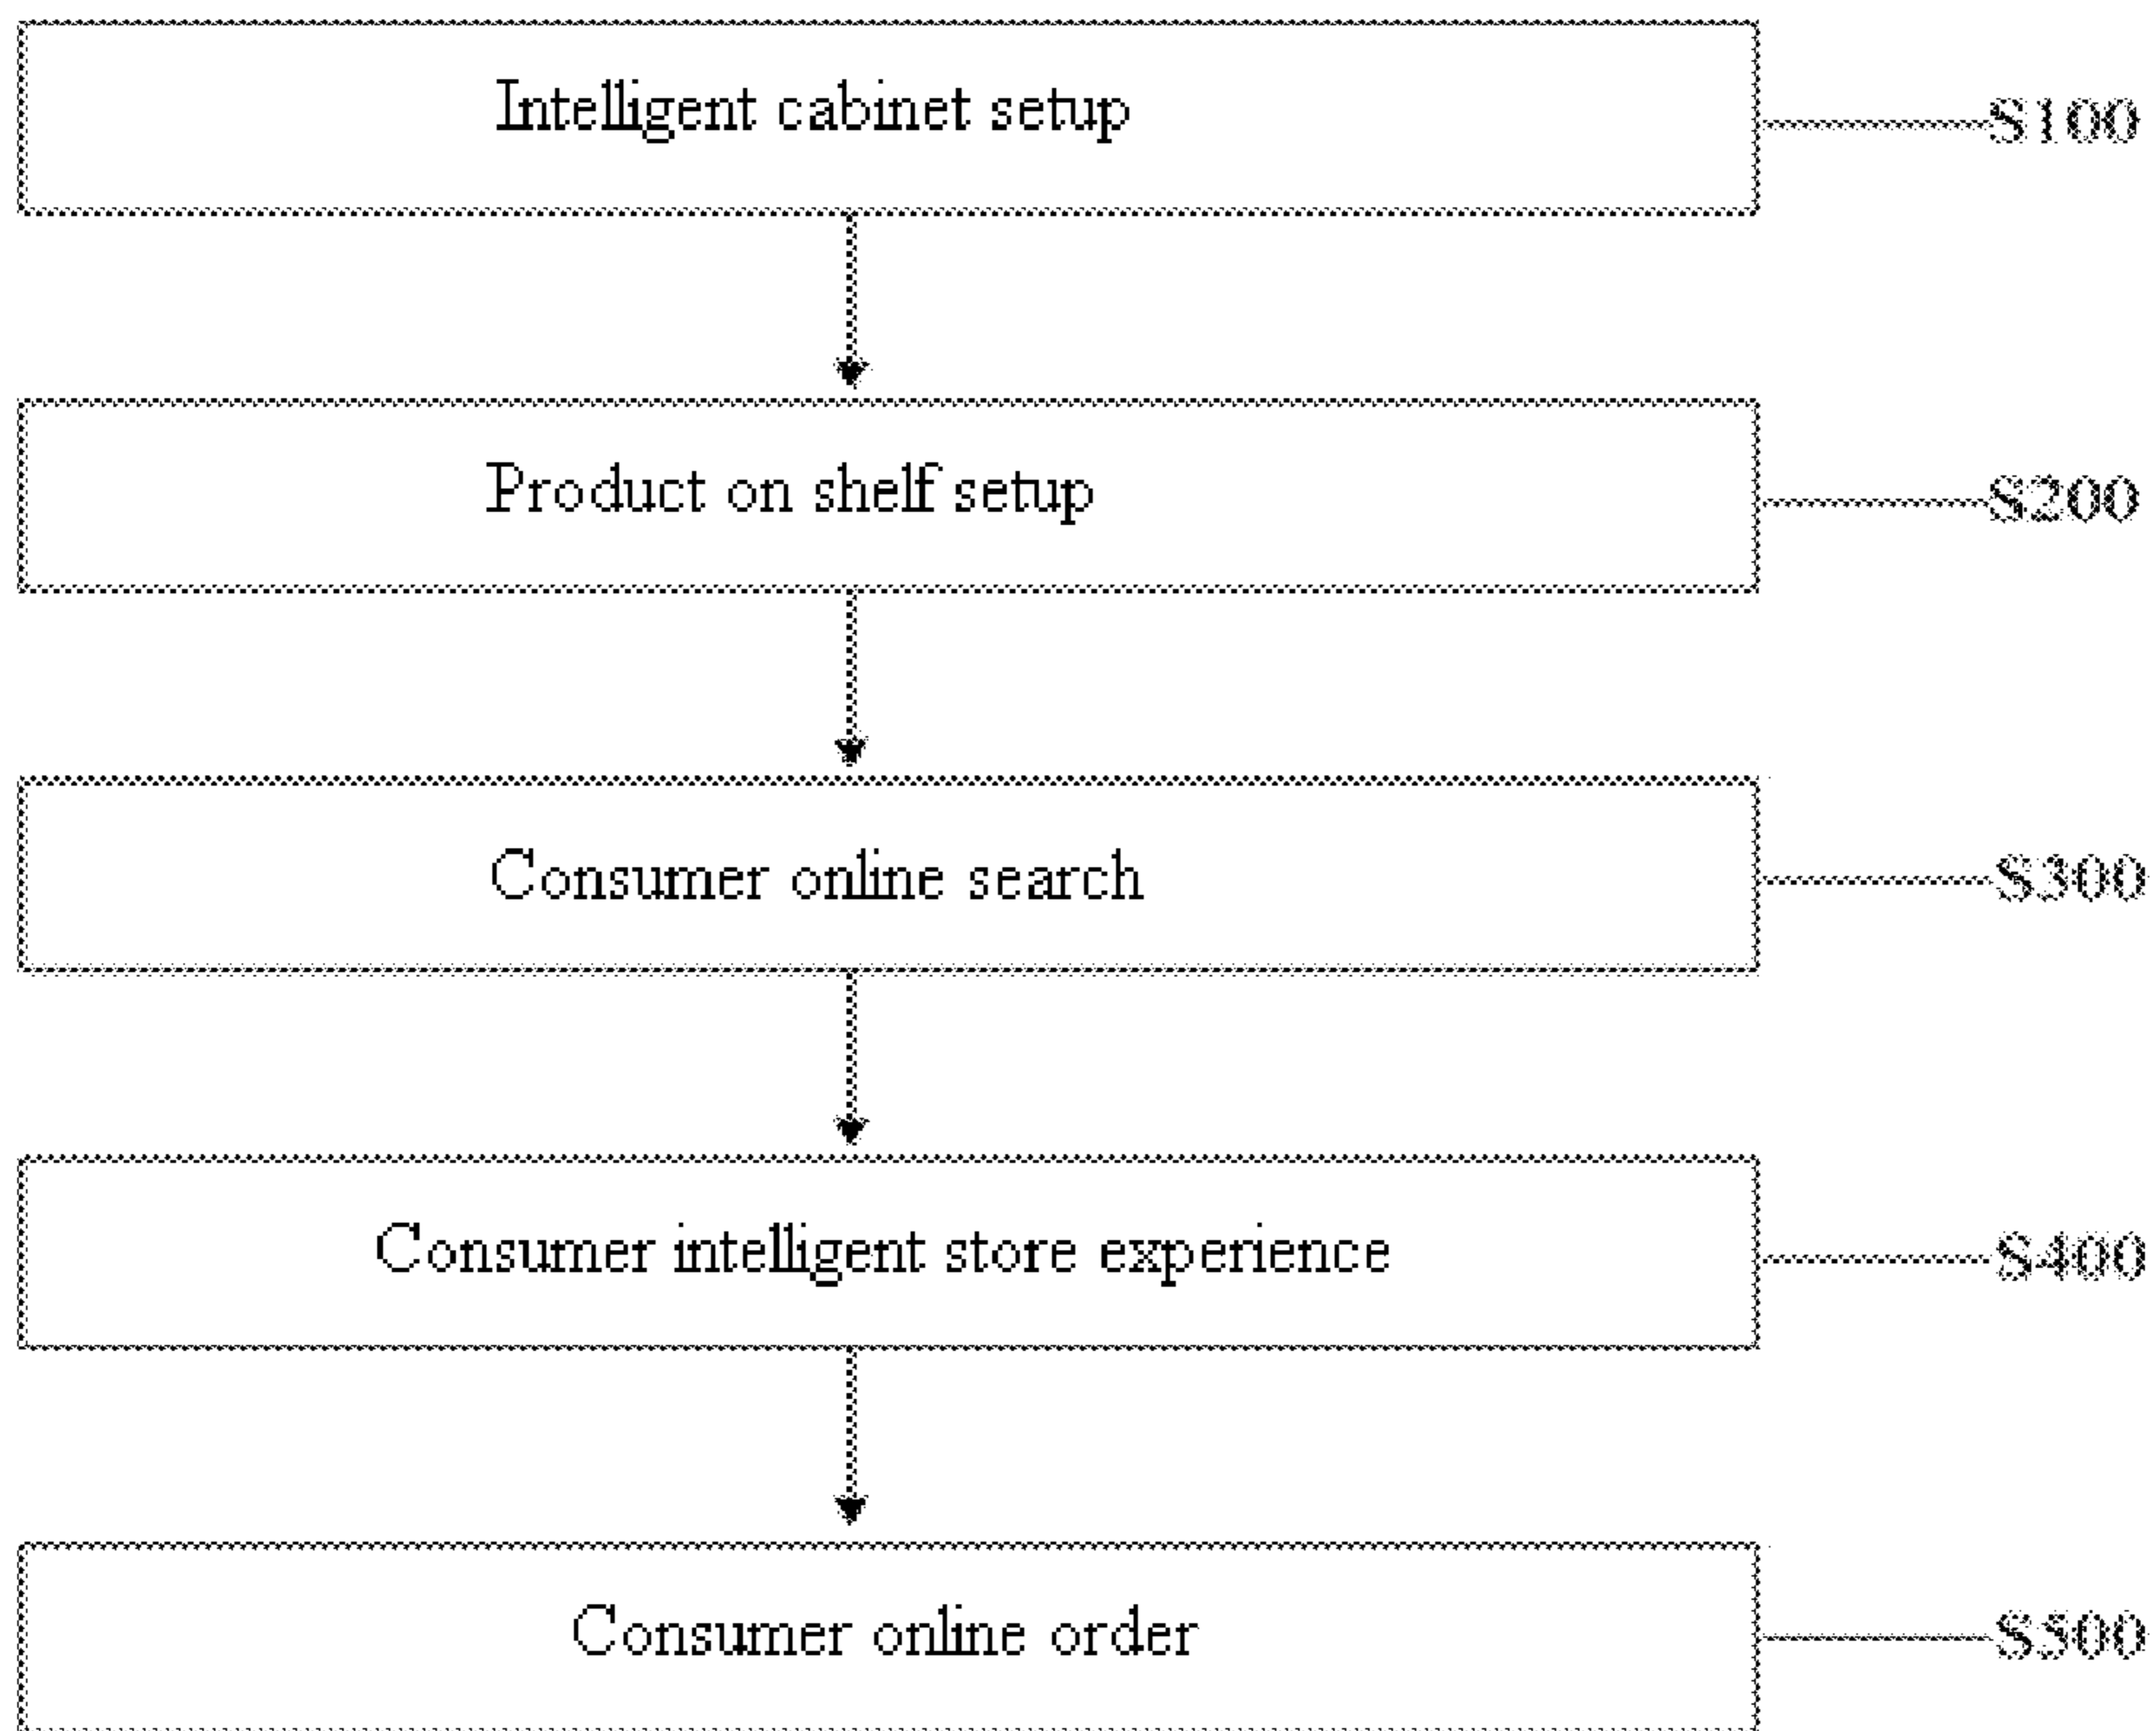 Intelligent cabinet setup
S100
Product on shelf setup
S200
Consumer online search
S300
Consumer intelligent store experience
S400
Consumer online order
S500